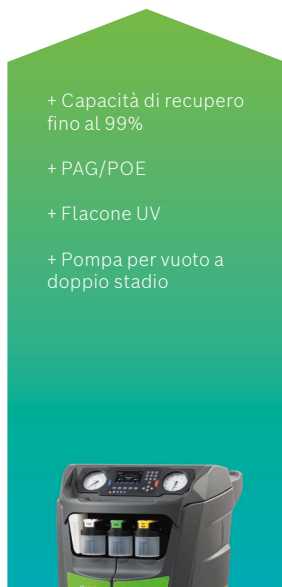 + Capacità di recupero
fino al 99%
+ PAG/POE
+ Flacone UV
+ Pompa per vuoto a
doppio stadio